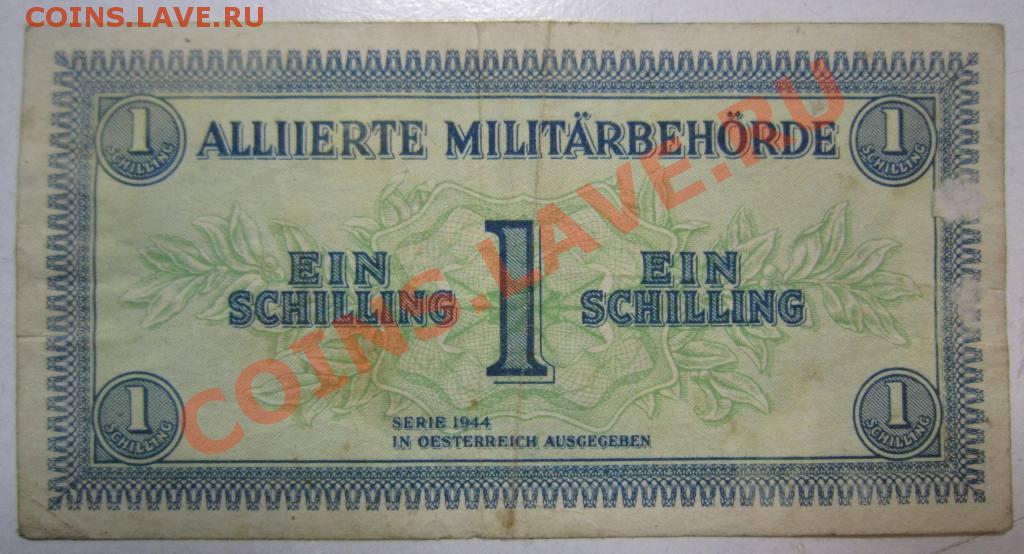 COINS.LAVE.RU
1 SCHILLING
1 SCHILLING
ALLIIERTE MILITÄRBEHÖRDE
EIN SCHILLING
1
EIN SCHILLING
COINS.LAVE.RU
SERIE 1944
IN OESTERREICH AUSGEGEBEN
1 SCHILLING
1 SCHILLING